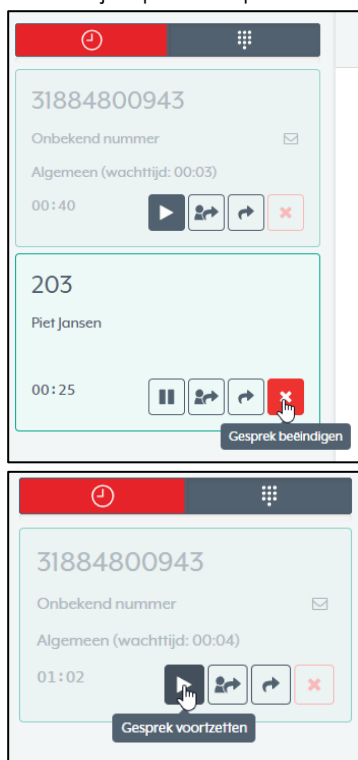 31884800943
Onbekend nummer
Algemeen (wachttijd: 00:03)
00:40
203
Piet Jansen
00:25
Gesprek beëindigen
31884800943
Onbekend nummer
Algemeen (wachttijd: 00:04)
01:02
Gesprek voortzetten